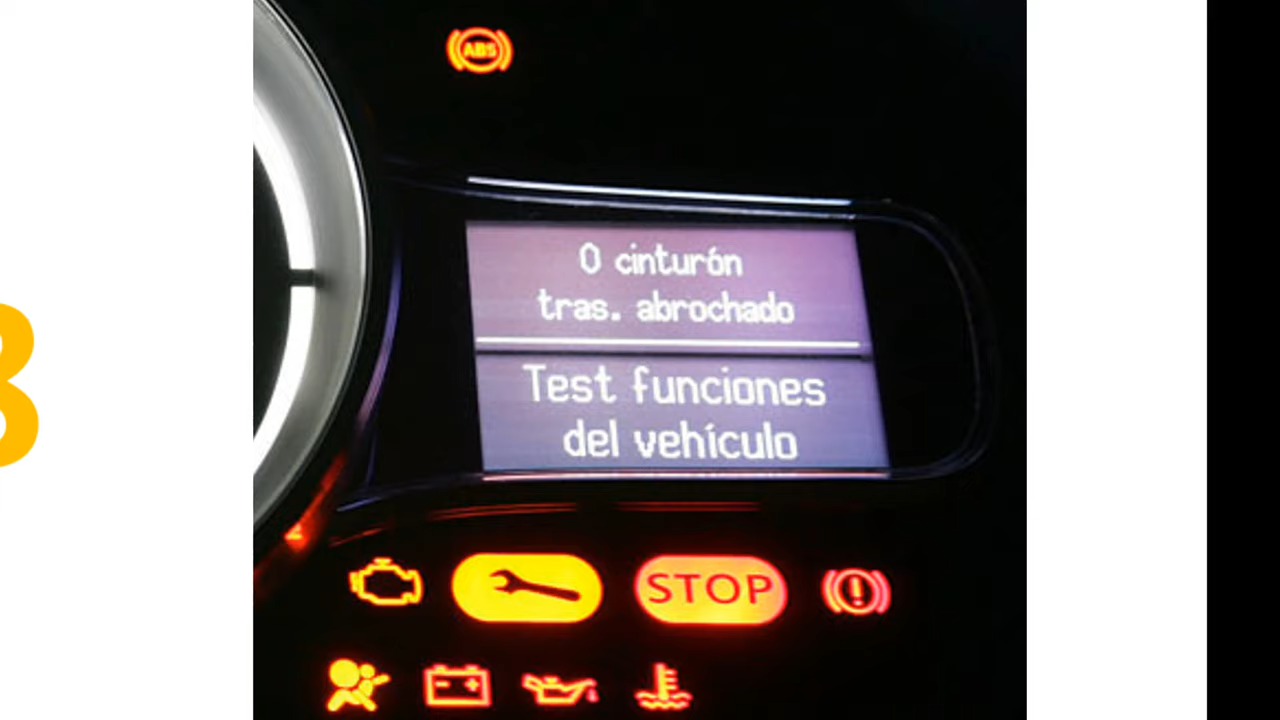 ABS
0 cinturón
tras. abrochado
Test funciones
del vehículo
STOP